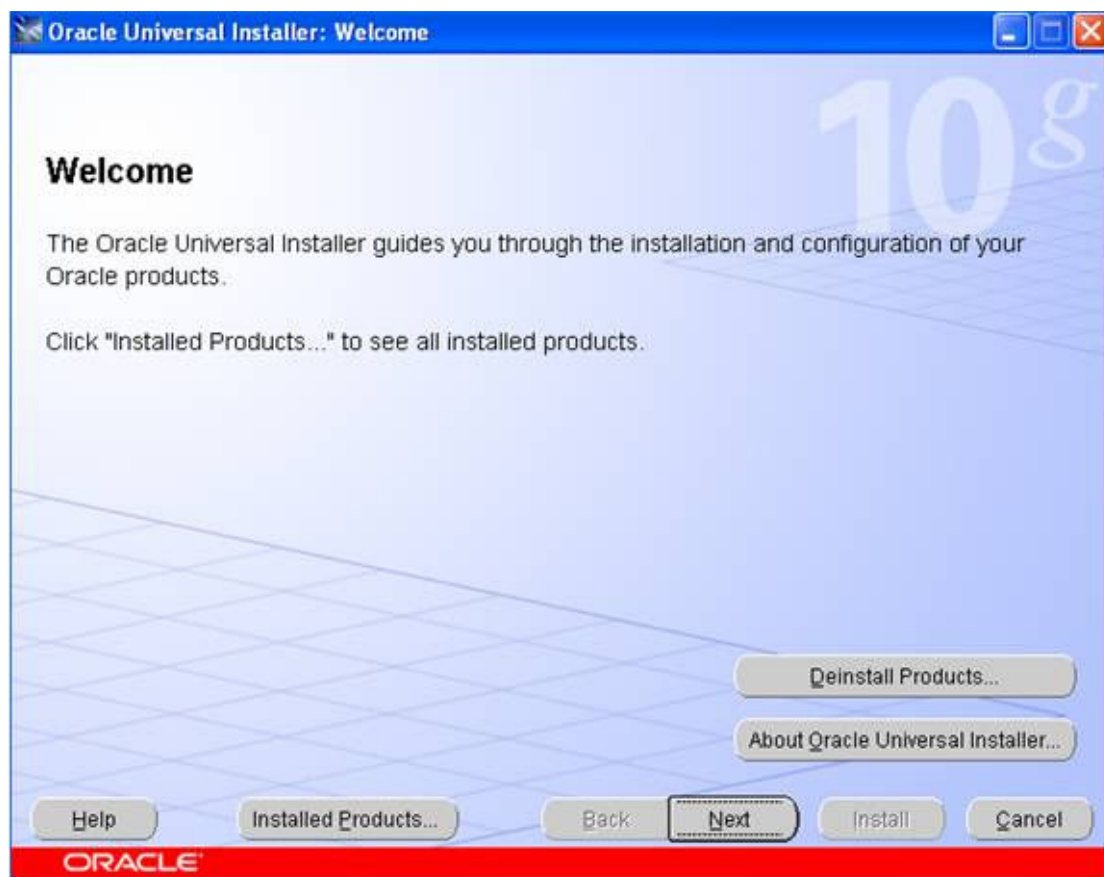 Oracle Universal Installer: Welcome
10g
Welcome
The Oracle Universal Installer guides you through the installation and configuration of your
Oracle products.
Click "Installed Products..." to see all installed products.
Deinstall Products...
About Oracle Universal Installer...
Help Installed Products... Back Next Install Cancel
ORACLE